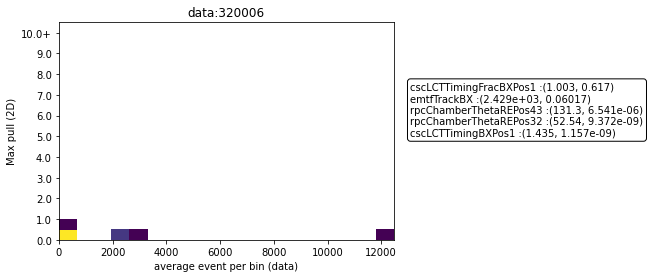 data:320006
10.0+
9.0
8.0
7.0
6.0
5.0
4.0
3.0
2.0
1.0
0.0
Max pull (2D)
0
2000
4000
6000
8000
10000
12000
average event per bin (data)
cscLCTTimingFracBXPos1 :(1.003, 0.617)
emtfTrackBX :(2.429e+03, 0.06017)
rpcChamberThetaREPos43 :(131.3, 6.541e-06)
rpcChamberThetaREPos32 :(52.54, 9.372e-09)
cscLCTTimingBXPos1 :(1.435, 1.157e-09)